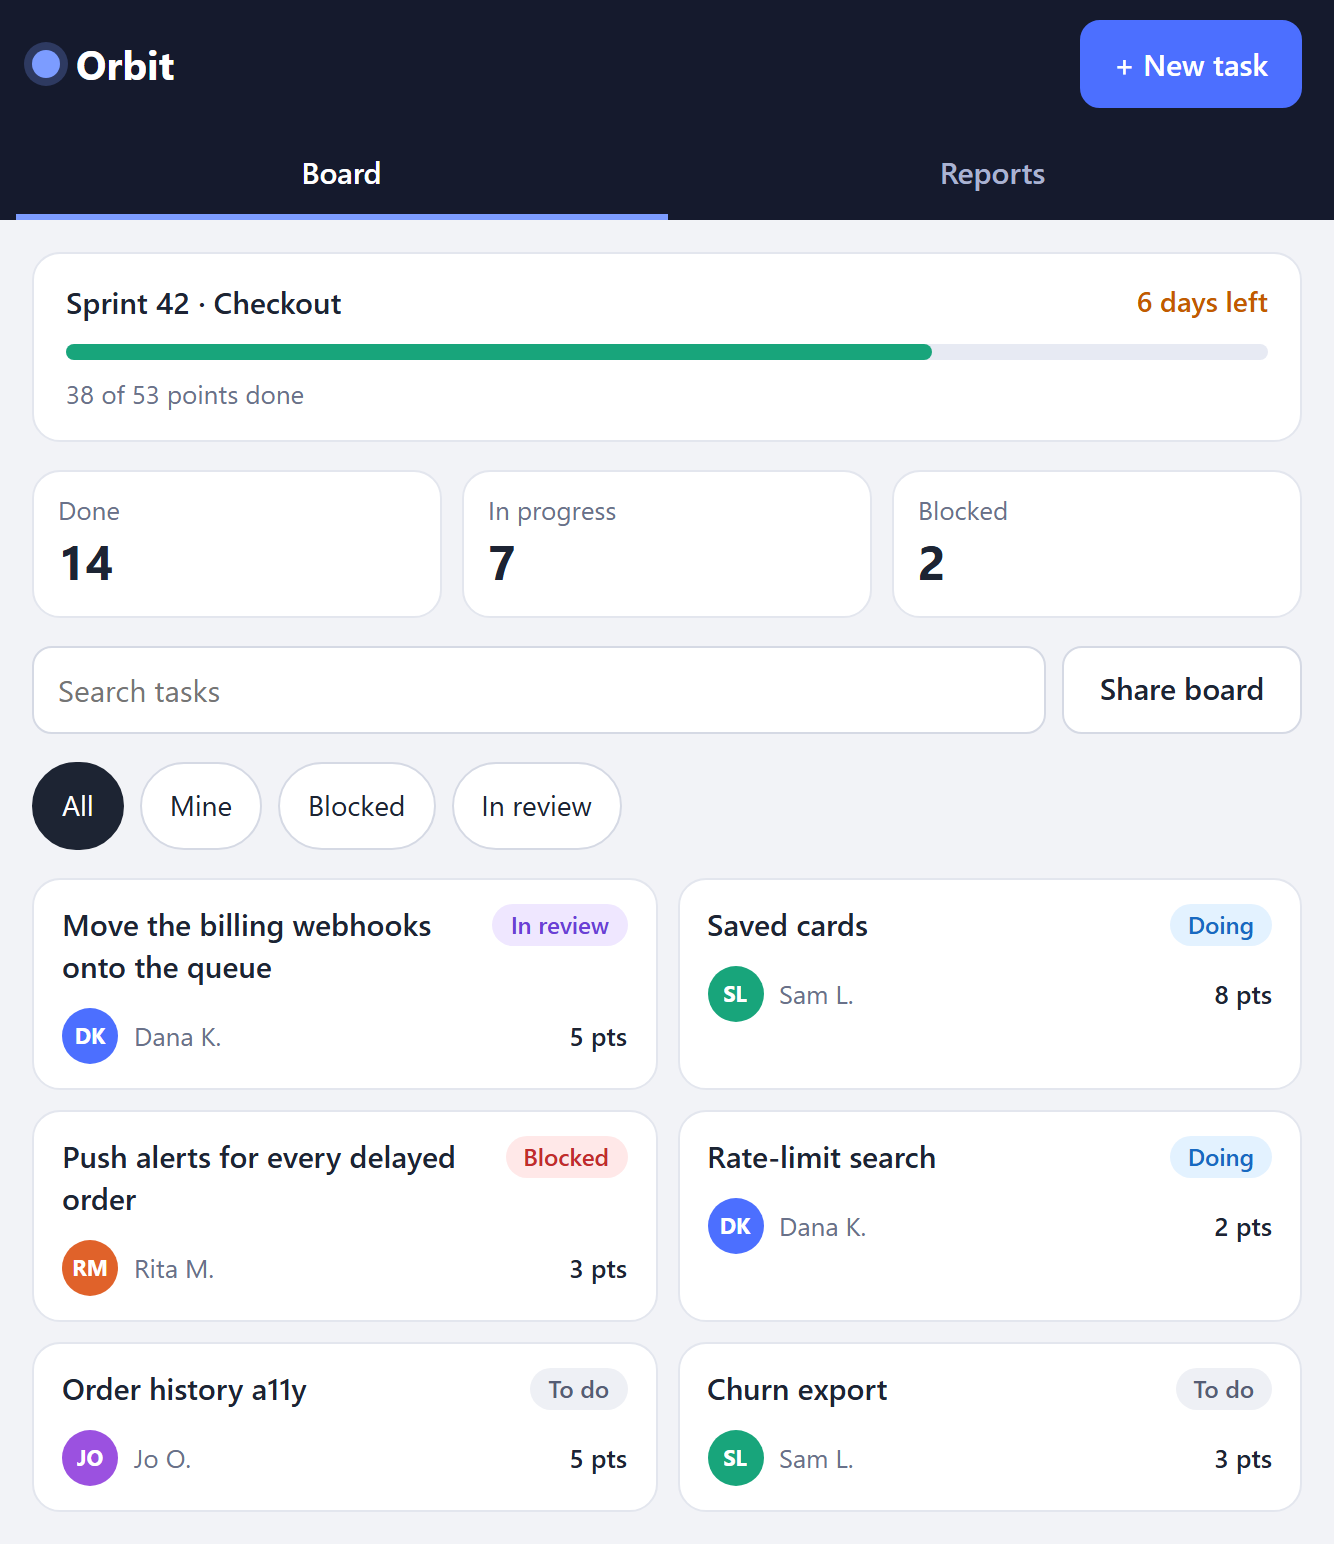 Orbit
+ New task
Board
Reports
Sprint 42 · Checkout
6 days left
38 of 53 points done
Done
14
In progress
7
Blocked
2
Search tasks
Share board
All
Mine
Blocked
In review
Move the billing webhooks
onto the queue
In review
DK
Dana K.
5 pts
Saved cards
Doing
SL
Sam L.
8 pts
Push alerts for every delayed
order
Blocked
RM
Rita M.
3 pts
Rate-limit search
Doing
DK
Dana K.
2 pts
Order history a11y
To do
JO
Jo O.
5 pts
Churn export
To do
SL
Sam L.
3 pts